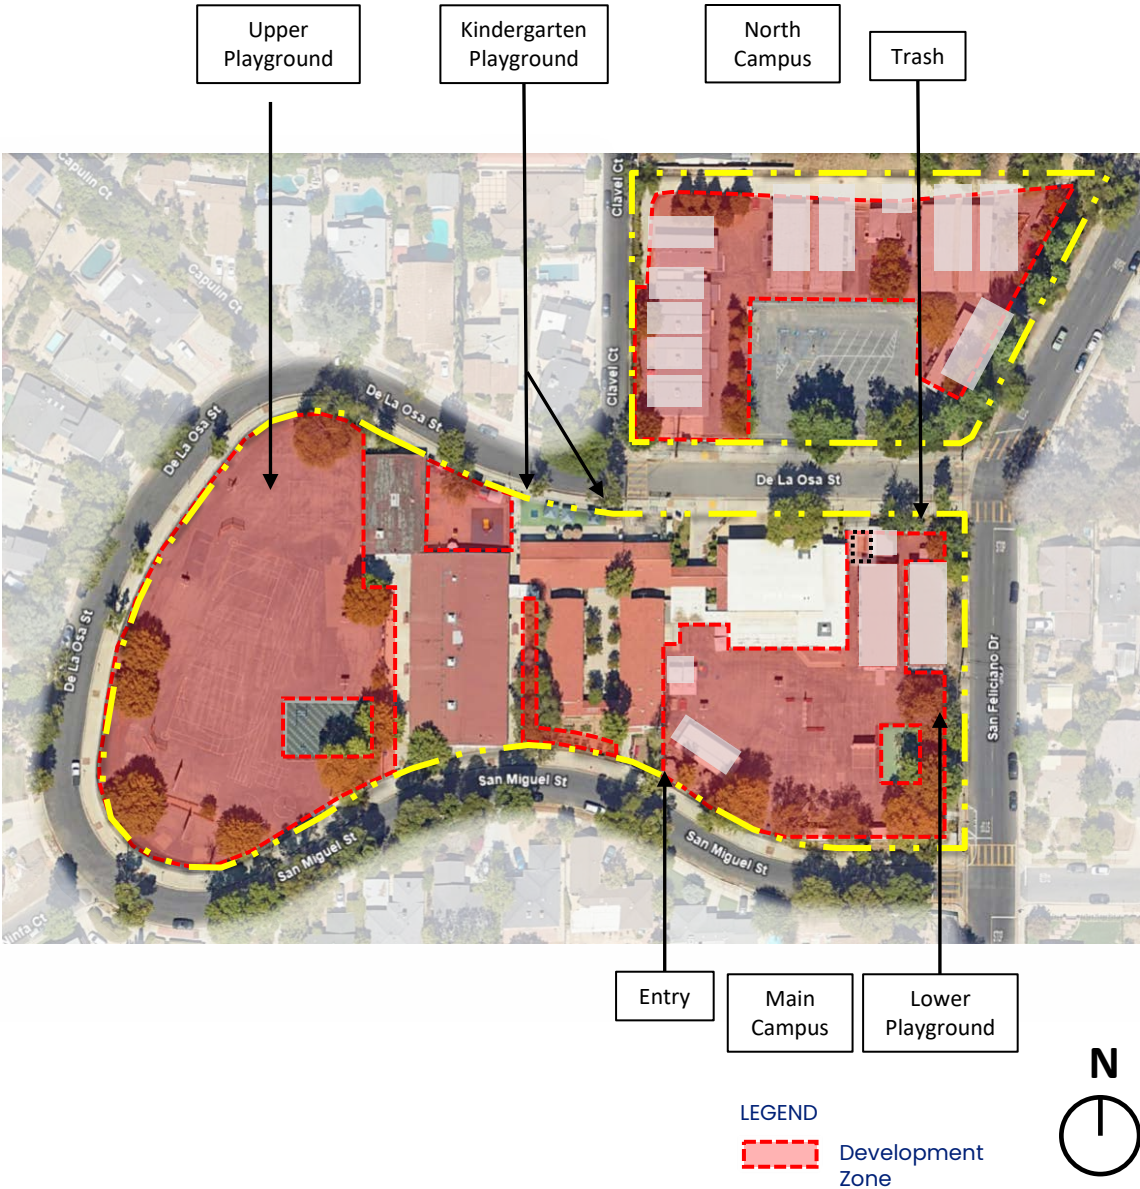 Upper
Playground
Kindergarten
Playground
North
Campus
Trash
Capulin Ct
Capulin Ct
Clavel Ct
Clavel Ct
De La Osa St
De La Osa St
De La Osa St
De La Osa St
San Feliciano Dr
San Miguel St
San Miguel St
San Miguel St
Ninfa Ct
Entry
Main
Campus
Lower
Playground
N
LEGEND
Development
Zone